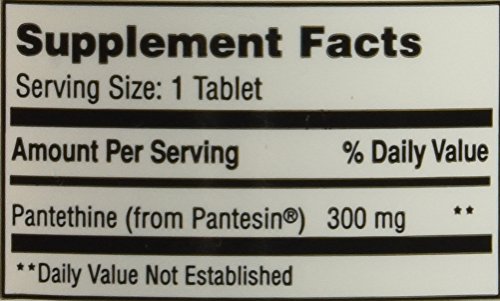 Supplement Facts
Serving Size: 1 Tablet
Amount Per Serving % Daily Value
Pantethine (from Pantesin®) 300 mg **
**Daily Value Not Established